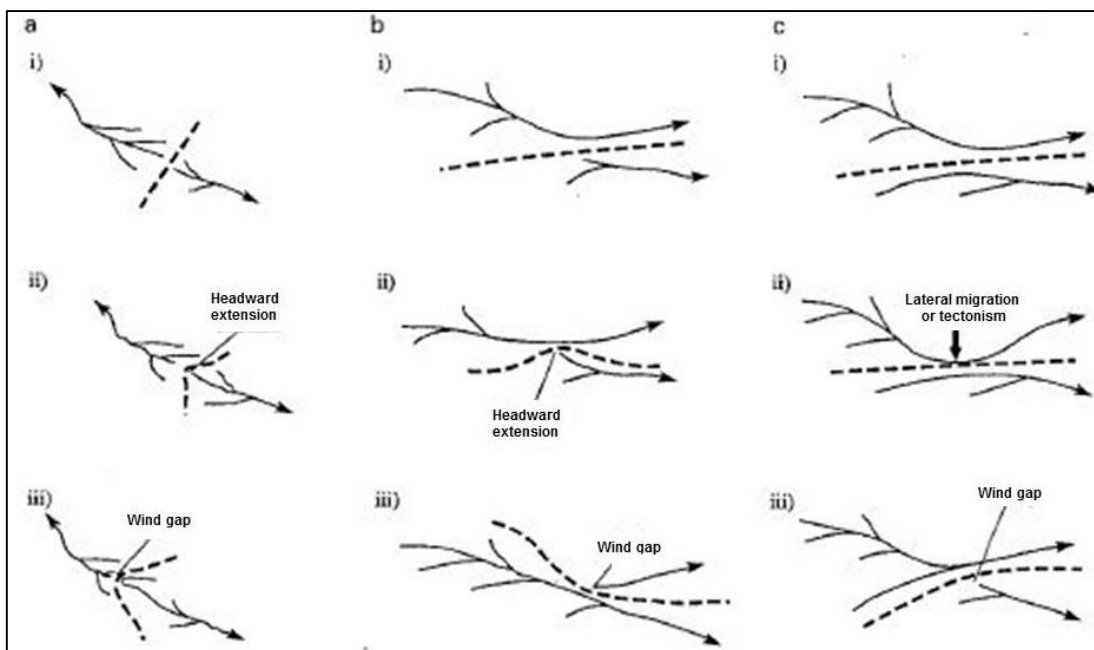 a
b
c
i)
i)
i)
ii)
Headward
extension
ii)
Headward
extension
ii)
Lateral migration
or tectonism
iii)
Wind gap
iii)
Wind gap
iii)
Wind gap